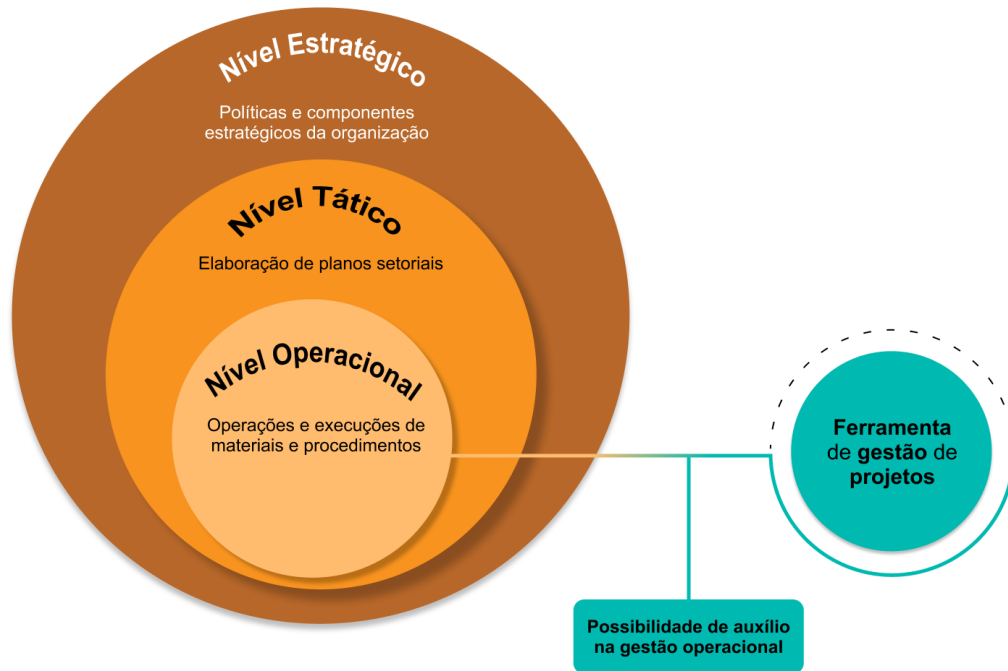 Nível Estratégico
Políticas e componentes
estratégicos da organização
Nível Tático
Elaboração de planos setoriais
Nível Operacional
Operações e execuções de
materiais e procedimentos
Ferramenta
de gestão de
projetos
Possibilidade de auxílio
na gestão operacional